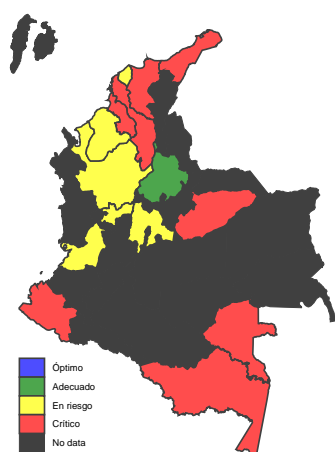 Óptimo
Adecuado
En riesgo
Crítico
No data